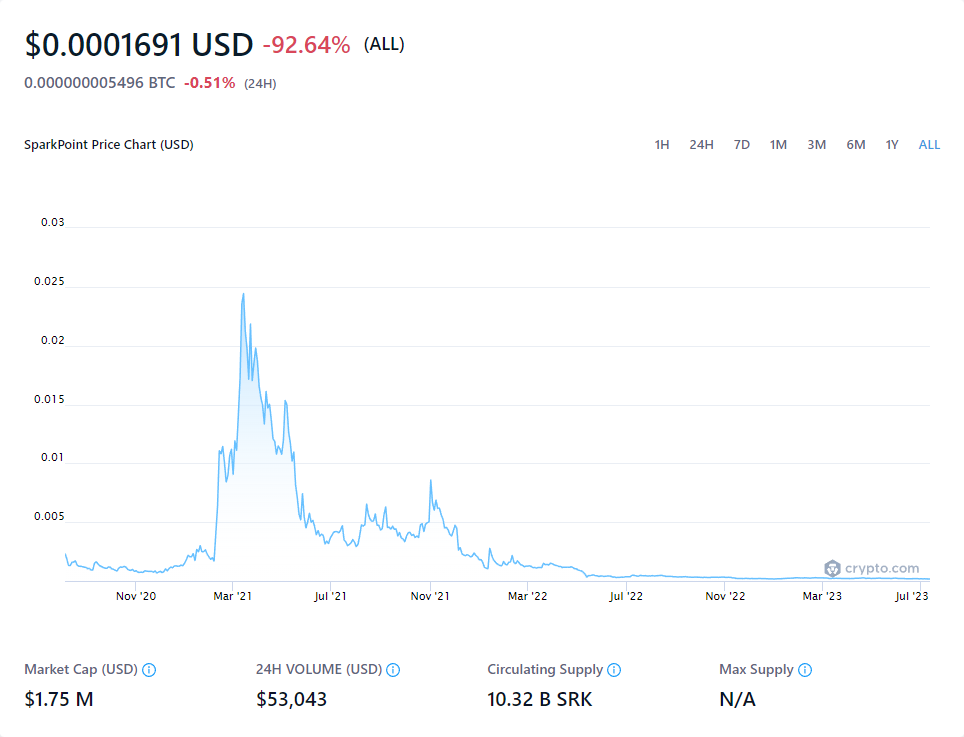 $0.0001691 USD -92.64% (ALL)
0.000000005496 BTC -0.51% (24H)
SparkPoint Price Chart (USD) 1H 24H 7D 1M 3M 6M 1Y ALL
0.03
0.025
0.02
0.015
0.01
0.005
crypto.com
Nov '20 Mar '21 Jul '21 Nov '21 Mar '22 Jul '22 Nov '22 Mar '23 Jul '23
Market Cap (USD) 24H VOLUME (USD) Circulating Supply Max Supply
$1.75 M $53,043 10.32 B SRK N/A